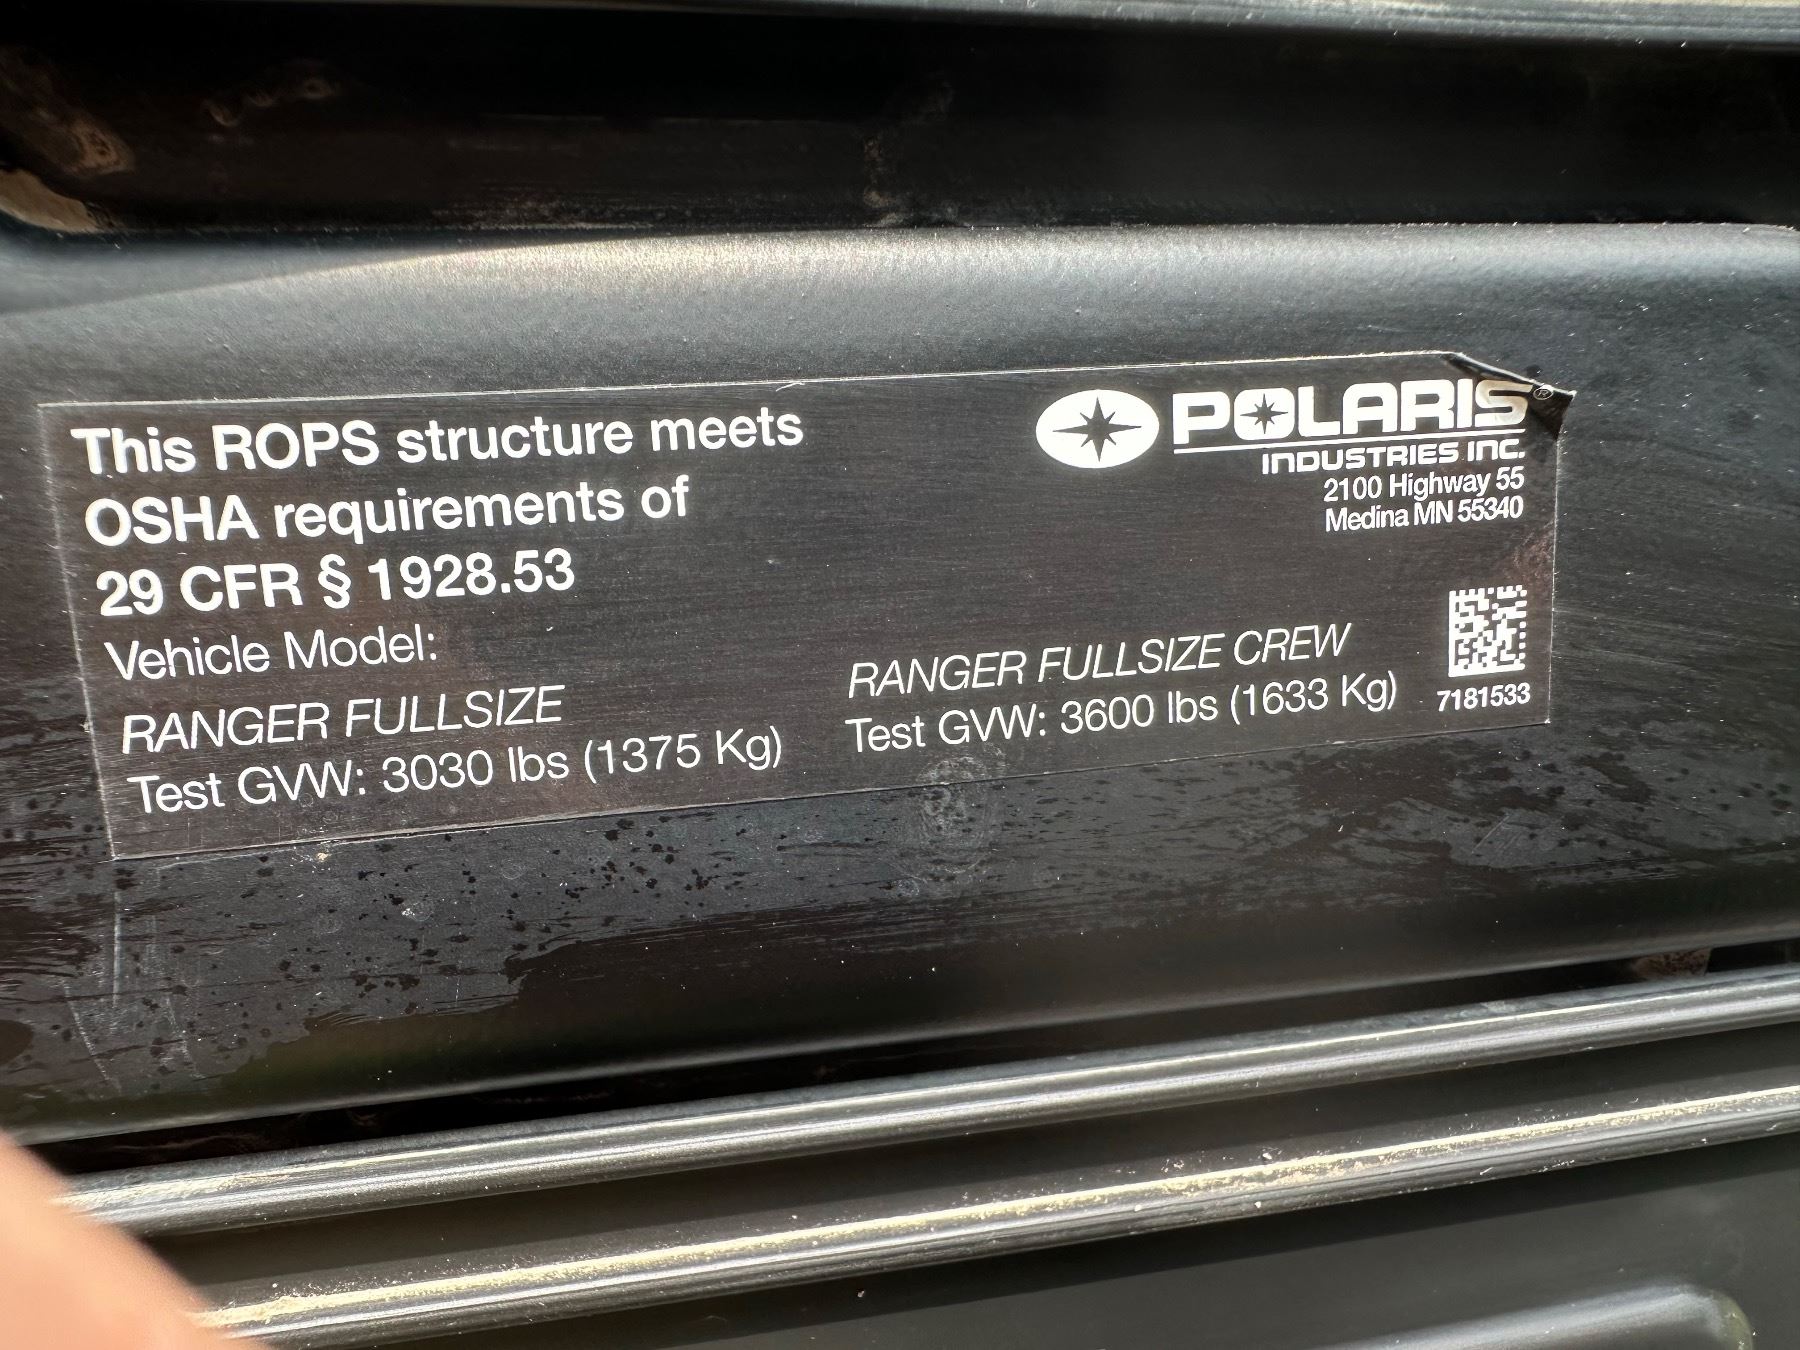 This ROPS structure meets
OSHA requirements of
29 CFR § 1928.53
Vehicle Model:
RANGER FULLSIZE
Test GVW: 3030 lbs (1375 Kg)
RANGER FULLSIZE CREW
Test GVW: 3600 lbs (1633 Kg)
POLARIS®
INDUSTRIES INC.
2100 Highway 55
Medina MN 55340
7181533